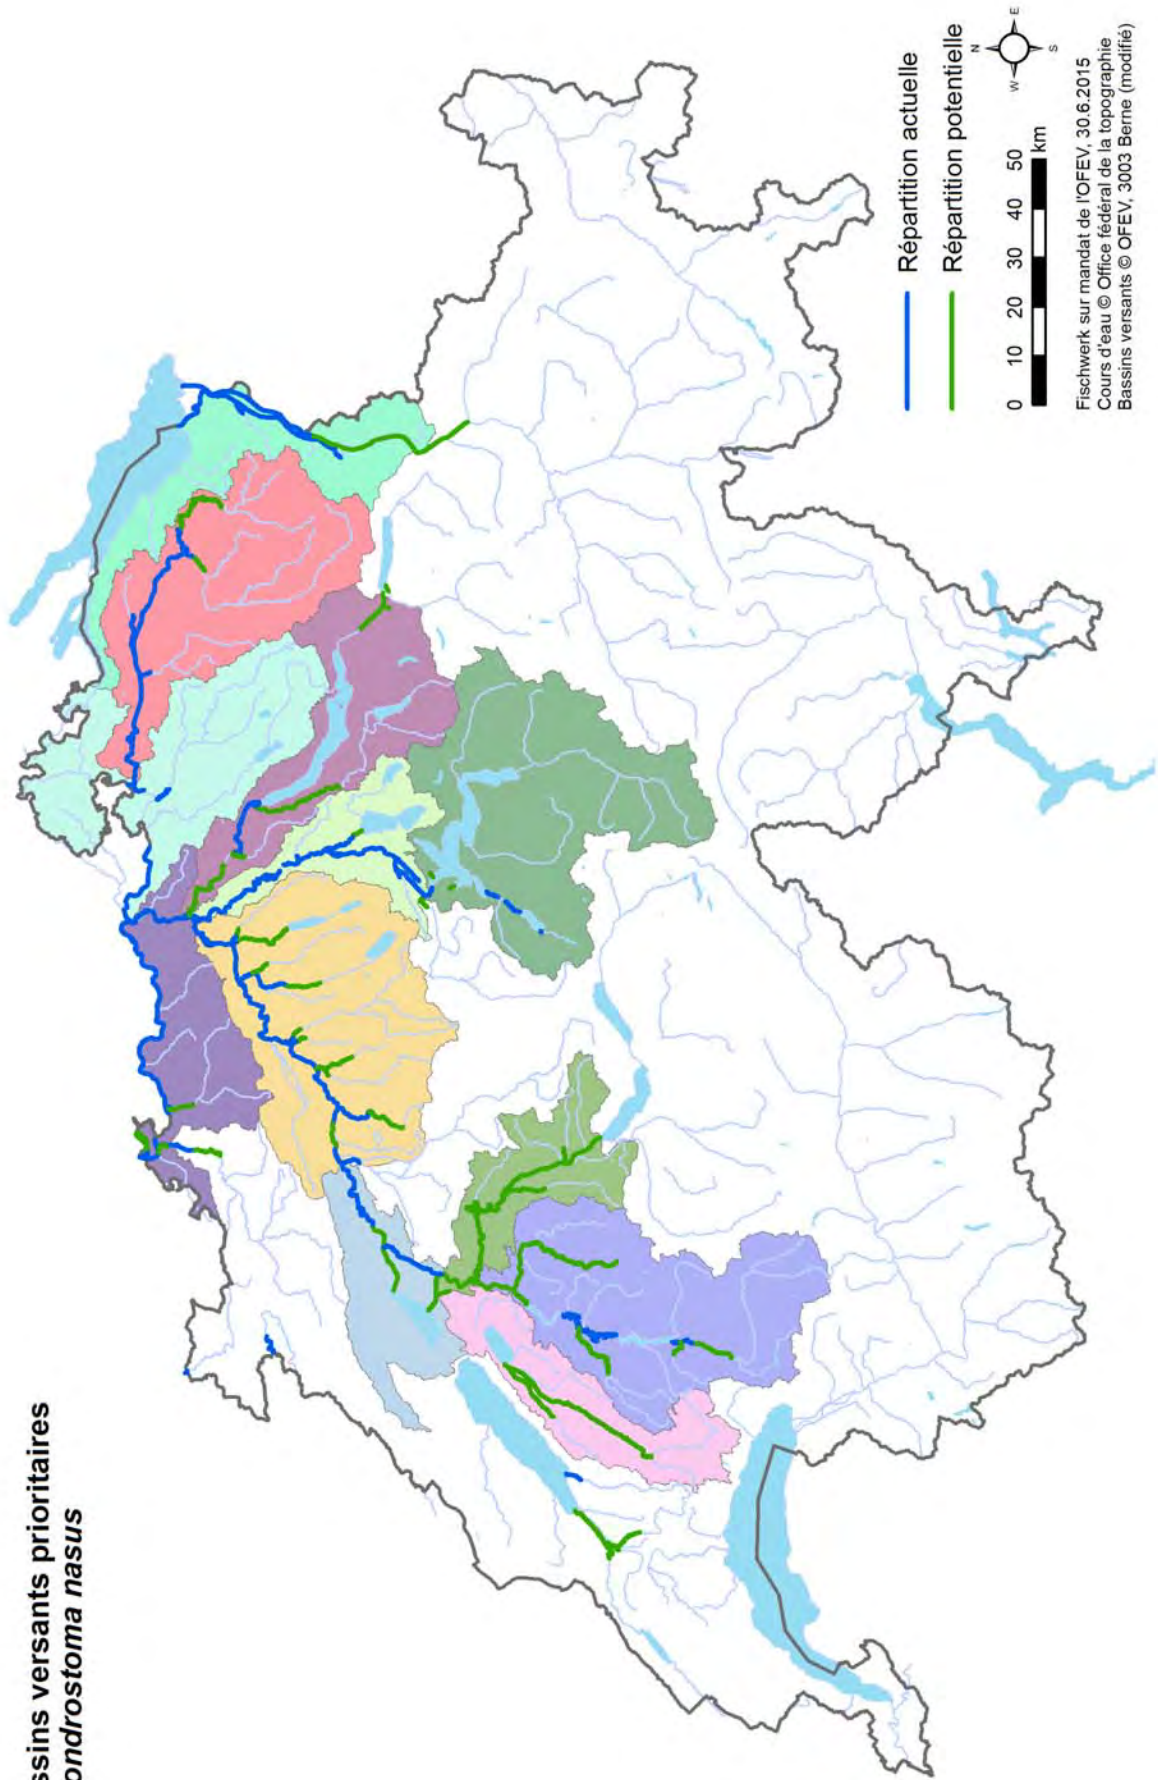 ssins versants prioritaires
ondrostoma nasus
Répartition actuelle
Répartition potentielle
N
W E
S
0 10 20 30 40 50
km
Fischwerk sur mandat de l'OFEV, 30.6.2015
Cours d'eau © Office fédéral de la topographie
Bassins versants © OFEV, 3003 Berne (modifié)